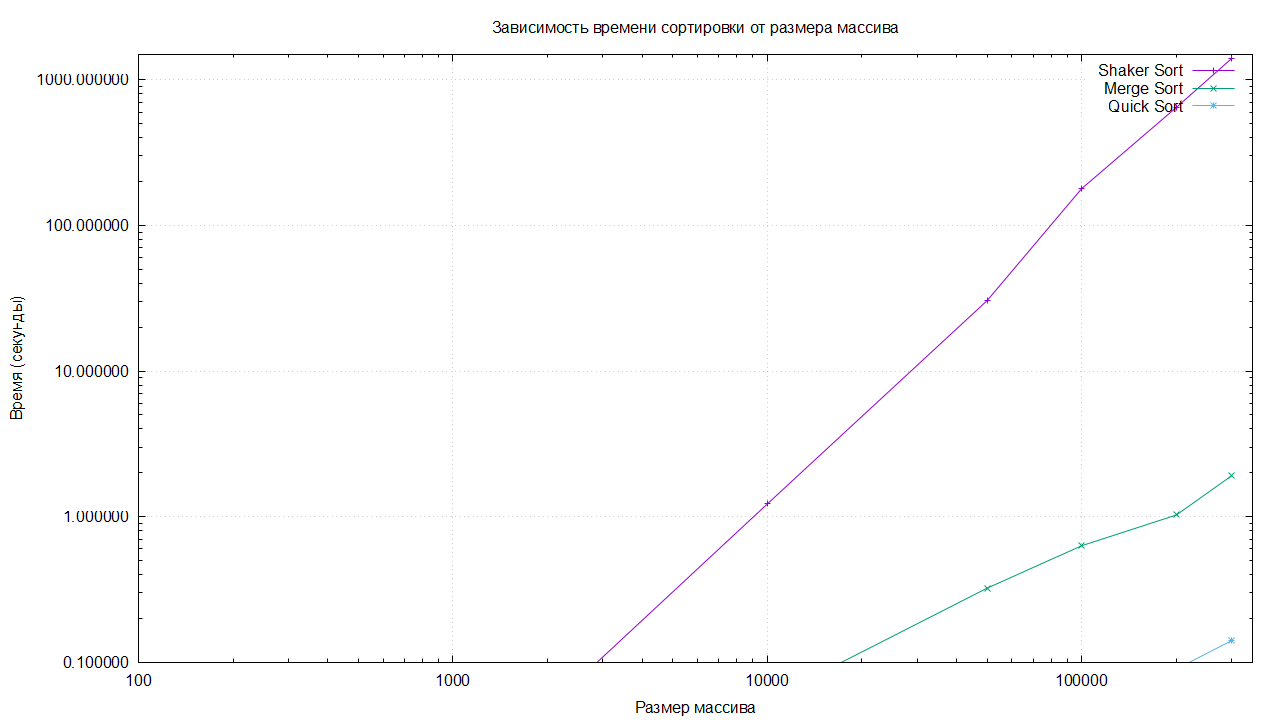 Зависимость времени сортировки от размера массива
1000.000000
100.000000
10.000000
1.000000
0.100000
Время (секунды)
Shaker Sort
Merge Sort
Quick Sort
100
1000
10000
100000
Размер массива